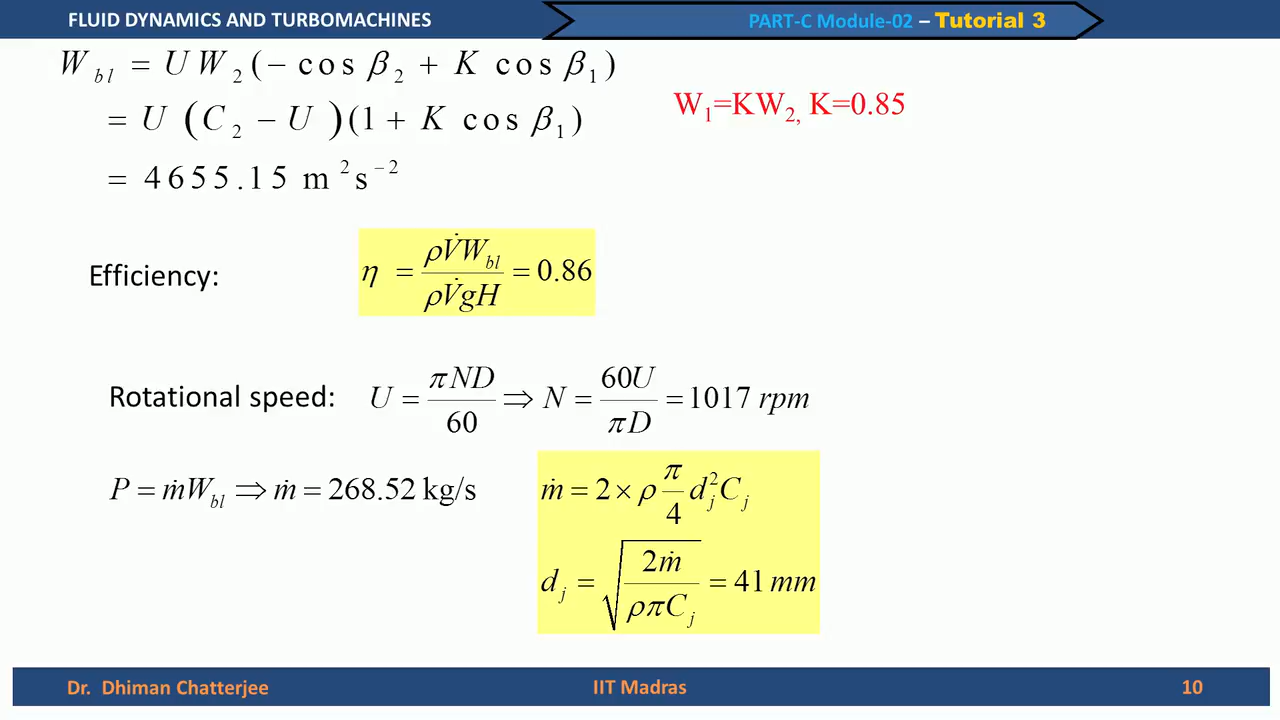 FLUID DYNAMICS AND TURBOMACHINES
PART-C Module-02 – Tutorial 3
W_bl = U W_2 (− cos β_2 + K cos β_1)
= U (C_2 − U)(1 + K cos β_1)
W_1=KW_2, K=0.85
= 4655.15 m^2 s^−2
Efficiency: η = ρV̇W_bl / ρV̇gH = 0.86
Rotational speed: U = πND / 60 ⇒ N = 60U / πD = 1017 rpm
P = ṁW_bl ⇒ ṁ = 268.52 kg/s
ṁ = 2 × ρ π/4 d_j^2 C_j
d_j = √(2ṁ / ρπC_j) = 41 mm
Dr. Dhiman Chatterjee
IIT Madras
10